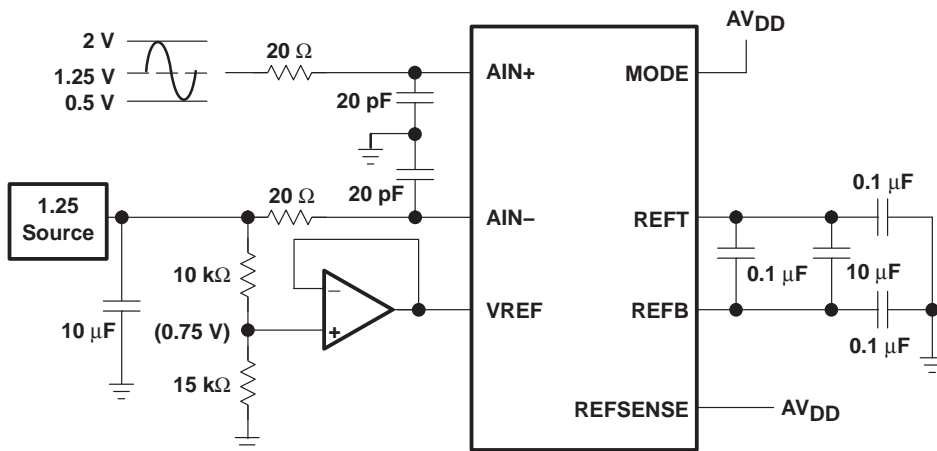 2 V
1.25 V
0.5 V
20 Ω
20 pF
AIN+
MODE
AVDD
1.25
Source
20 Ω
20 pF
AIN−
REFT
0.1 μF
10 μF
10 kΩ
(0.75 V)
15 kΩ
−
+
VREF
REFB
0.1 μF
10 μF
0.1 μF
REFSENSE
AVDD